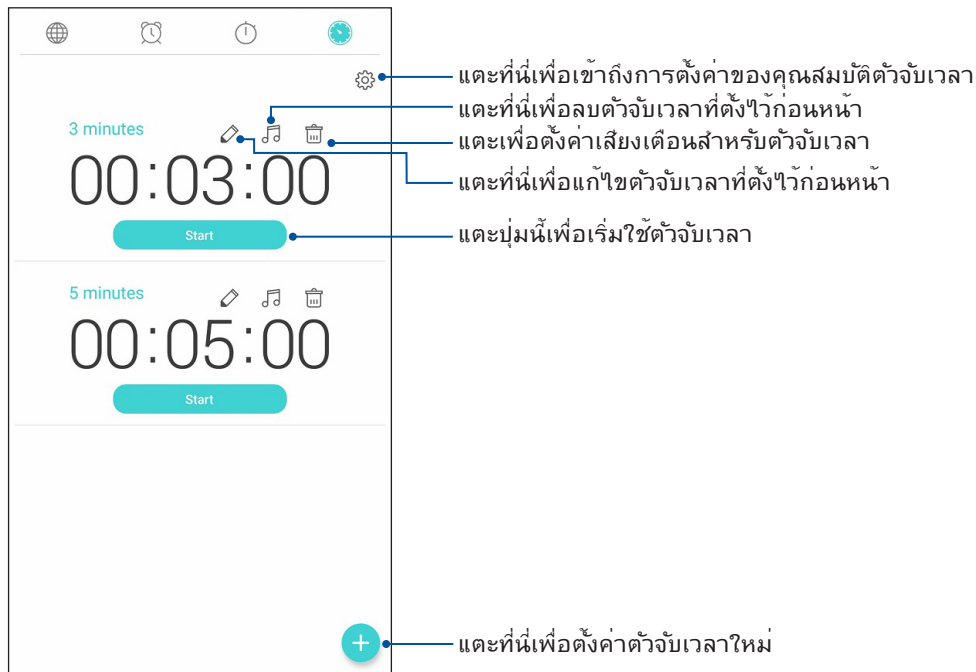 แตะที่นี่เพื่อเข้าถึงการตั้งค่าของคุณสมบัติตัวจับเวลา
แตะที่นี่เพื่อลบตัวจับเวลาที่ตั้งไว้ก่อนหน้า
3 minutes
แตะเพื่อตั้งค่าเสียงเตือนสำหรับตัวจับเวลา
00:03:00
แตะที่นี่เพื่อแก้ไขตัวจับเวลาที่ตั้งไว้ก่อนหน้า
Start
แตะปุ่มนี้เพื่อเริ่มใช้ตัวจับเวลา
5 minutes
00:05:00
Start
แตะที่นี่เพื่อตั้งค่าตัวจับเวลาใหม่